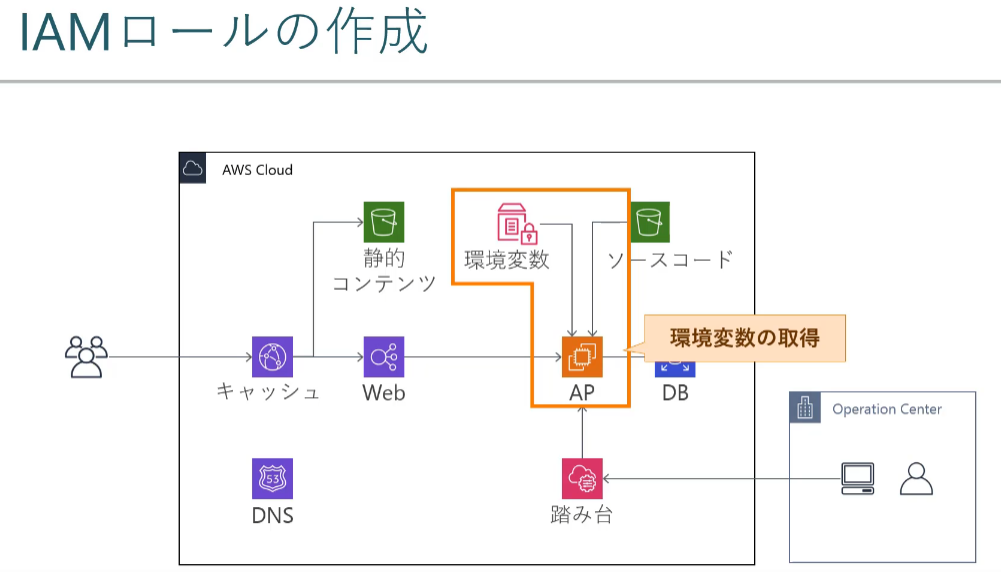 IAMロールの作成
AWS Cloud
静的
コンテンツ
環境変数
ソースコード
環境変数の取得
キャッシュ
Web
AP
DB
Operation Center
53
DNS
踏み台